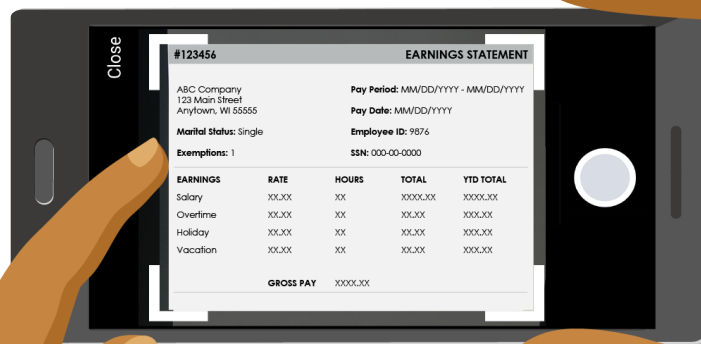 Close
#123456 EARNINGS STATEMENT
ABC Company
123 Main Street
Anytown, WI 55555
Pay Period: MM/DD/YYYY - MM/DD/YYYY
Pay Date: MM/DD/YYYY
Marital Status: Single
Employee ID: 9876
Exemptions: 1
SSN: 000-00-0000
EARNINGS RATE HOURS TOTAL YTD TOTAL
Salary XX.XX XX XXXX.XX XXXX.XX
Overtime XX.XX XX XX.XX XXX.XX
Holiday XX.XX XX XX.XX XXX.XX
Vacation XX.XX XX XX.XX XXX.XX
GROSS PAY XXXX.XX